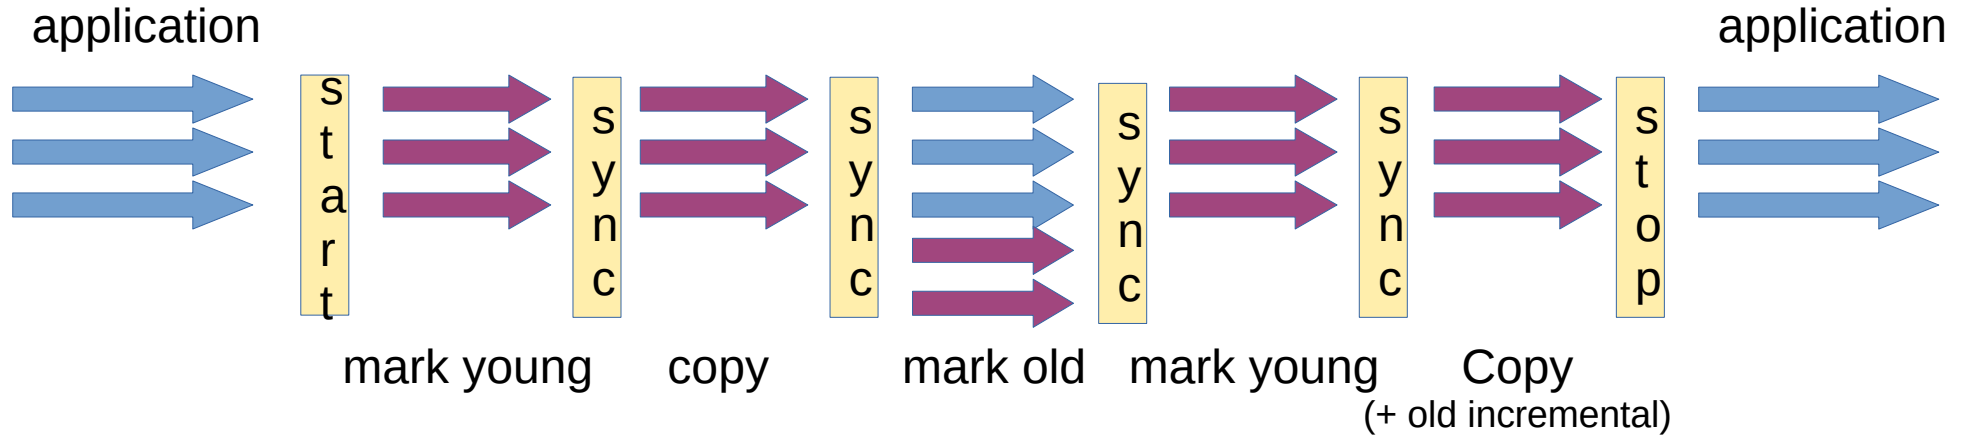 application
application
start
sync
sync
sync
sync
stop
mark young
copy
mark old
mark young
Copy
(+ old incremental)